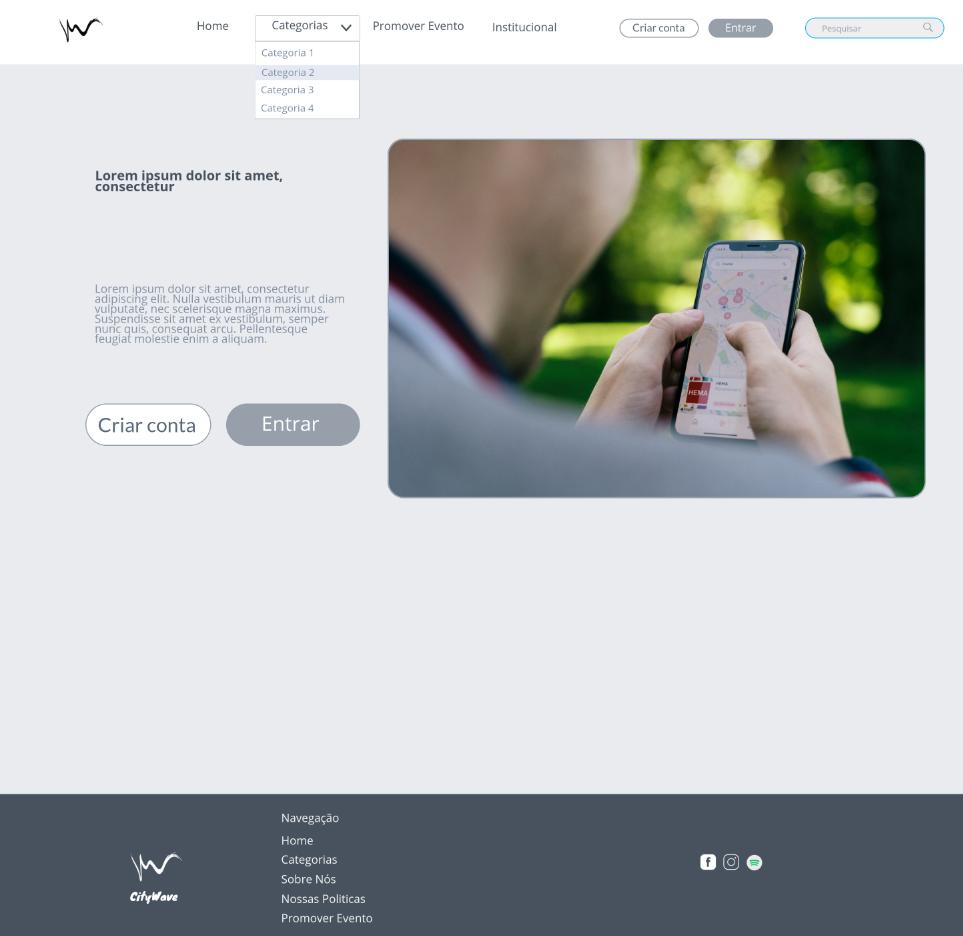 Home
Categorias
Promover Evento
Institucional
Criar conta
Entrar
Pesquisar
Categoria 1
Categoria 2
Categoria 3
Categoria 4
Lorem ipsum dolor sit amet,
consectetur
Lorem ipsum dolor sit amet, consectetur
adipiscing elit. Nulla vestibulum mauris ut diam
vulputate, nec scelerisque magna maximus.
Suspendisse sit amet ex vestibulum, semper
nunc quis, consequat arcu. Pellentesque
feugiat molestie enim a aliquam.
Criar conta
Entrar
HEMA
HEMA
Navegação
Home
Categorias
Sobre Nós
Nossas Politicas
Promover Evento
CityWave